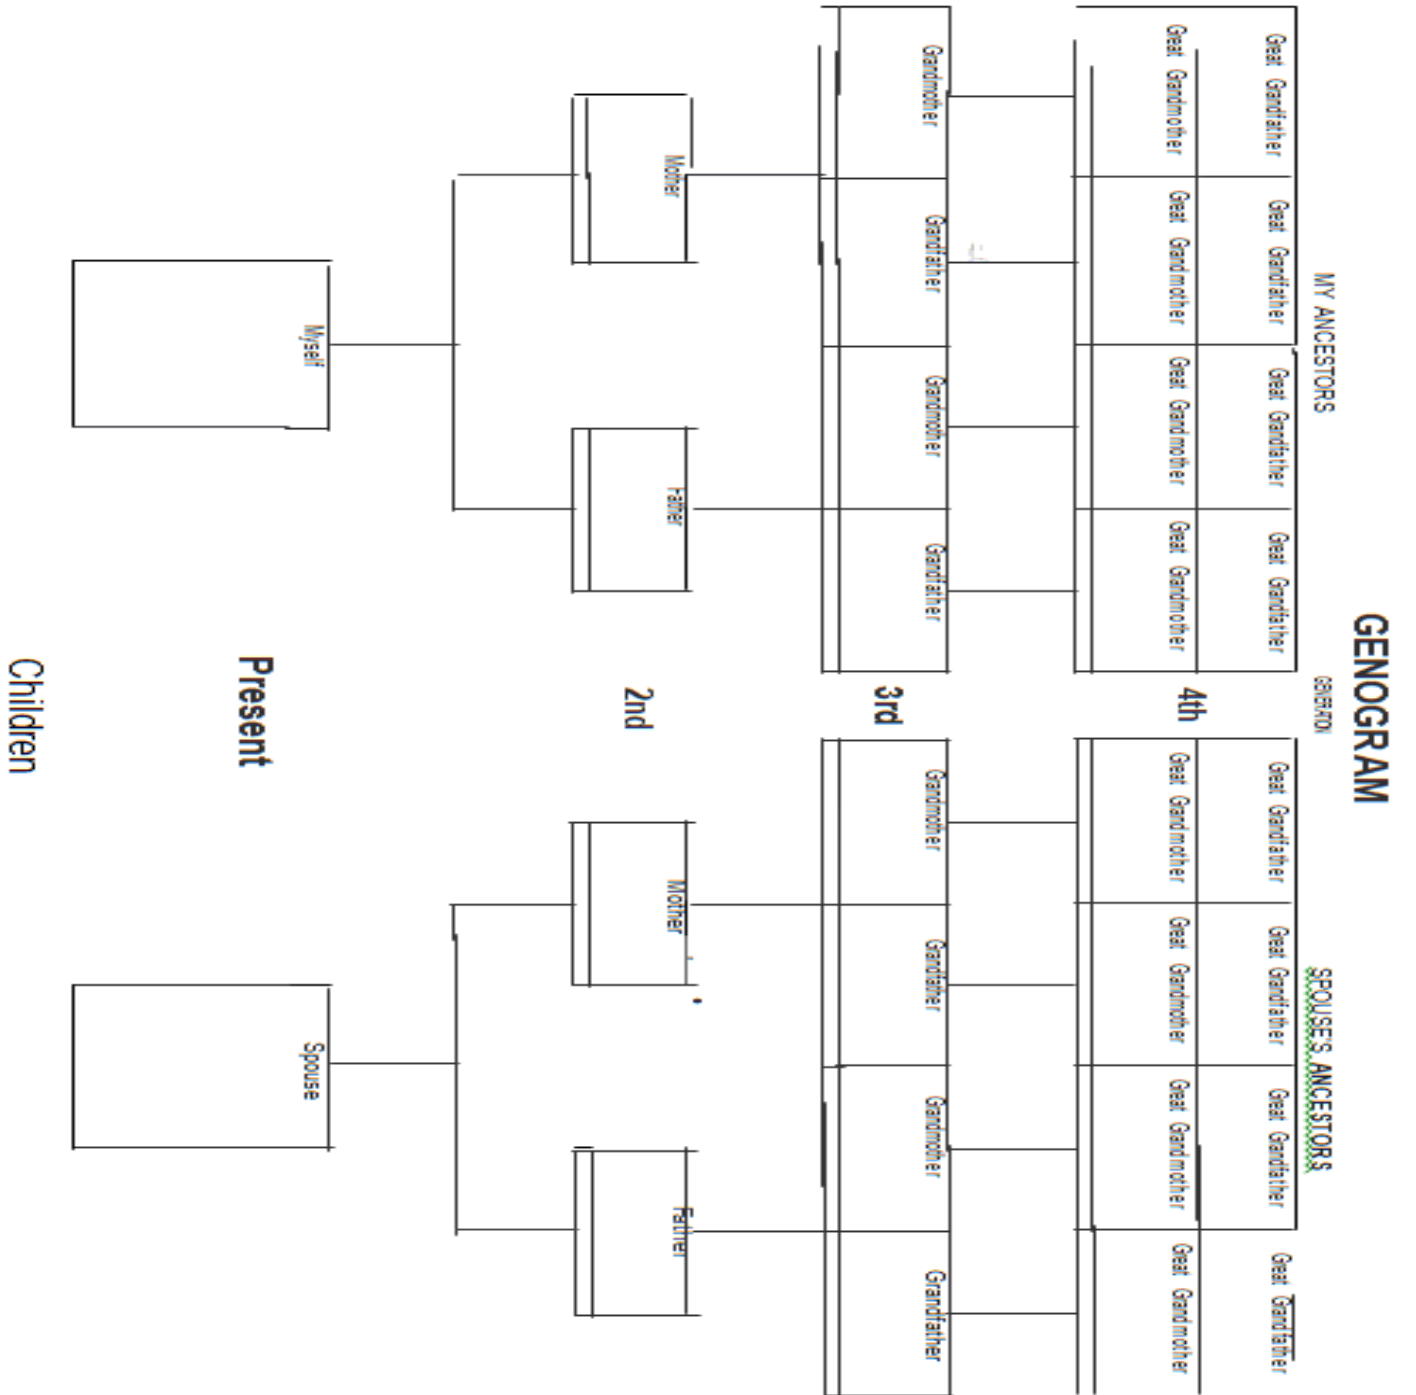 GENOGRAM
MY ANCESTORS GENERATION SPOUSE'S ANCESTORS
Great Grandfather Great Grandfather Great Grandfather Great Grandfather Great Grandfather Great Grandfather Great Grandfather Great Grandfather
Great Grandmother Great Grandmother Great Grandmother Great Grandmother 4th Great Grandmother Great Grandmother Great Grandmother Great Grandmother
Grandmother Grandfather Grandmother Grandfather 3rd Grandmother Grandfather Grandmother Grandfather
Mother Father 2nd Mother Father
Myself Present Spouse
Children